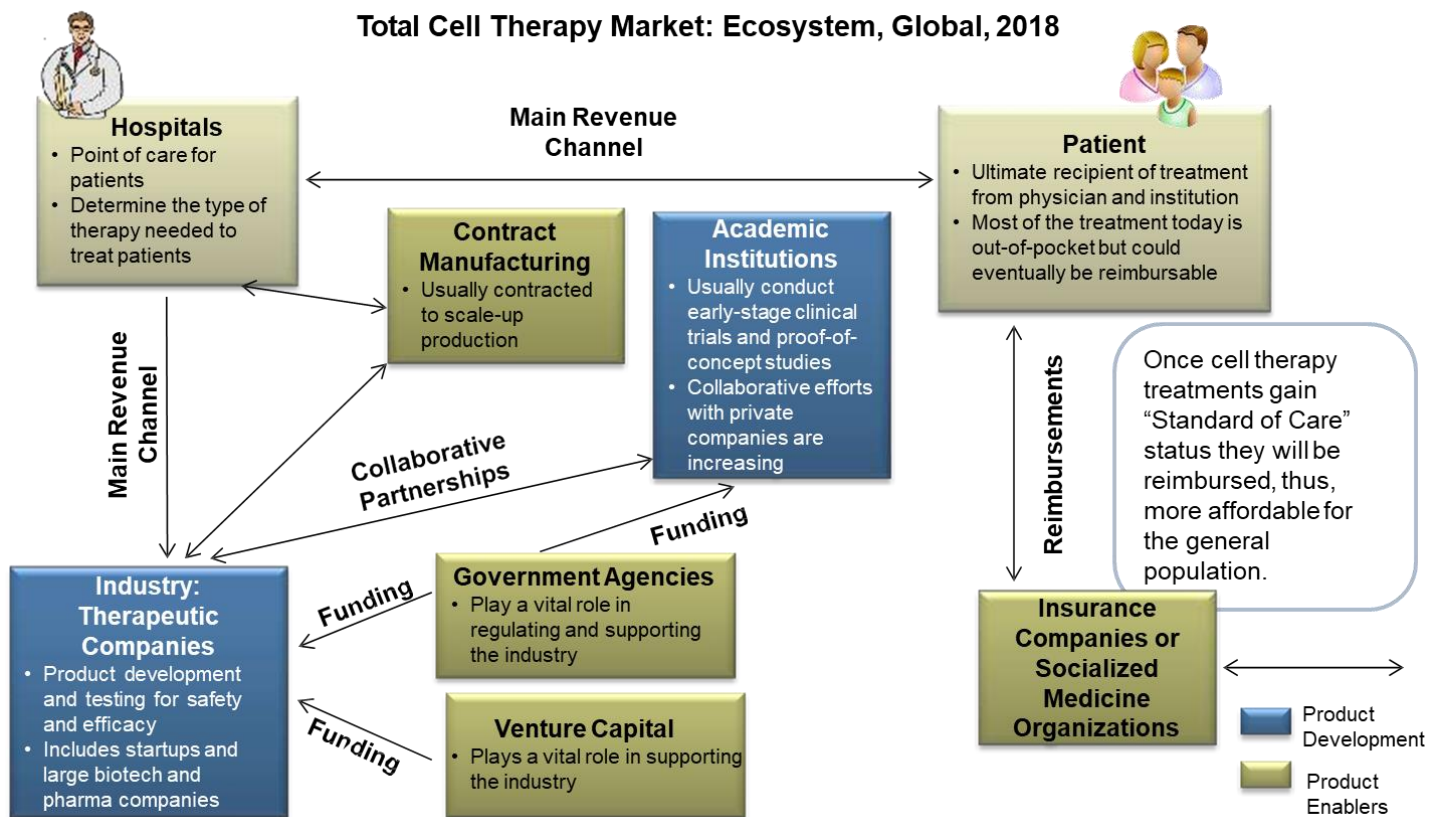 Total Cell Therapy Market: Ecosystem, Global, 2018
Hospitals
• Point of care for
patients
• Determine the type of
therapy needed to
treat patients
Main Revenue
Channel
Patient
• Ultimate recipient of treatment
from physician and institution
• Most of the treatment today is
out-of-pocket but could
eventually be reimbursable
Contract
Manufacturing
• Usually contracted
to scale-up
production
Academic
Institutions
• Usually conduct
early-stage clinical
trials and proof-of-
concept studies
• Collaborative efforts
with private
companies are
increasing
Main Revenue
Channel
Collaborative
Partnerships
Reimbursements
Once cell therapy
treatments gain
“Standard of Care”
status they will be
reimbursed, thus,
more affordable for
the general
population.
Funding
Funding
Government Agencies
• Play a vital role in
regulating and supporting
the industry
Industry:
Therapeutic
Companies
• Product development
and testing for safety
and efficacy
• Includes startups and
large biotech and
pharma companies
Funding
Venture Capital
• Plays a vital role in supporting
the industry
Insurance
Companies or
Socialized
Medicine
Organizations
Product
Development
Product
Enablers